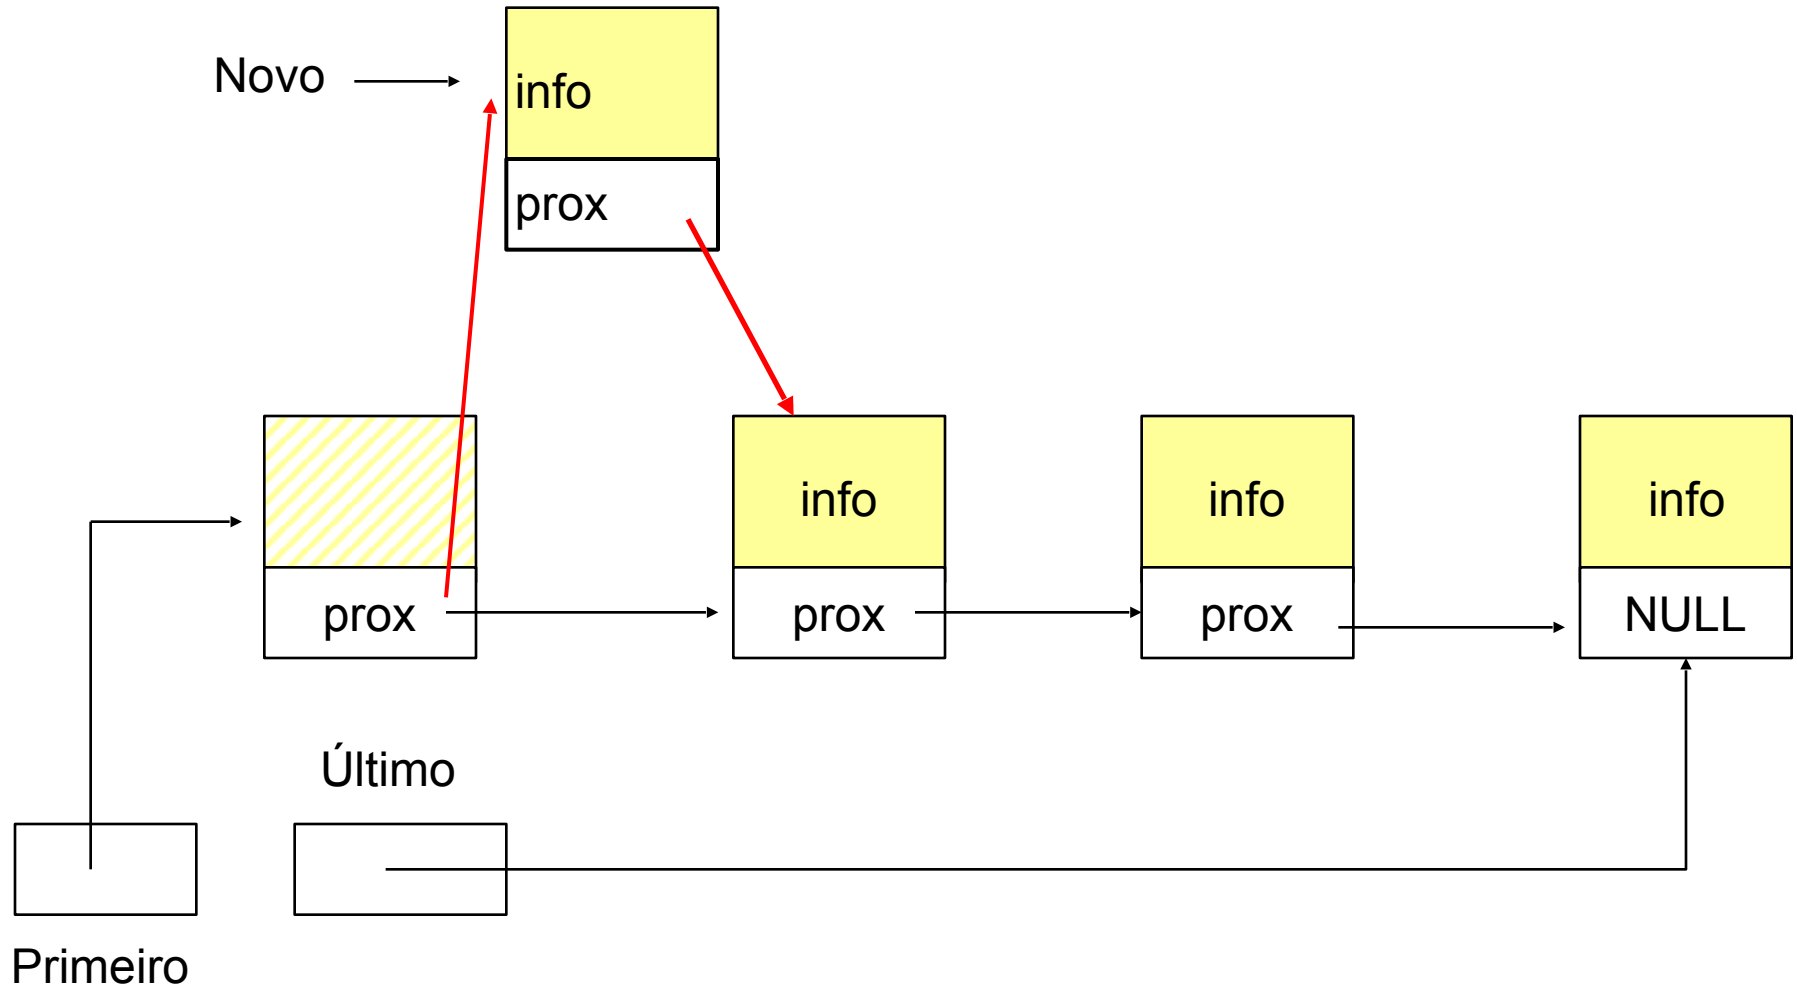 Novo
info
prox
info
info
info
prox
prox
prox
NULL
Último
Primeiro